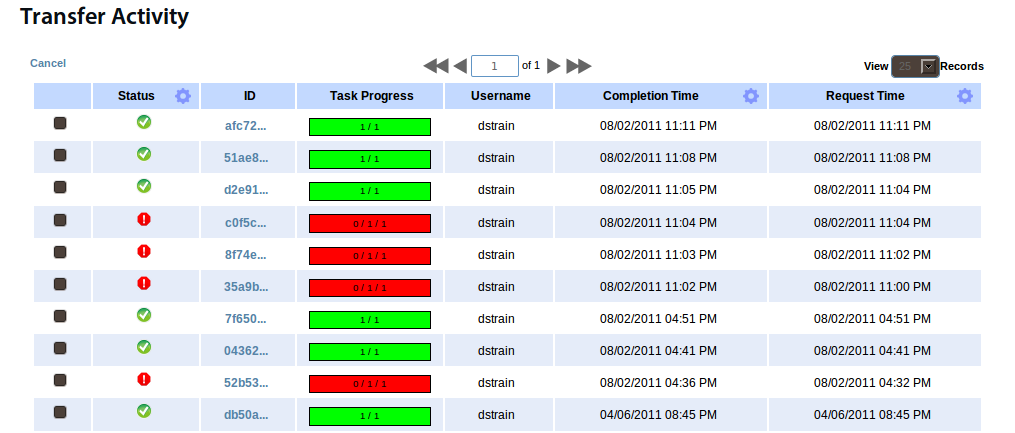 Transfer Activity
Cancel 1 of 1 View 25 Records
Status ID Task Progress Username Completion Time Request Time
afc72... 1 / 1 dstrain 08/02/2011 11:11 PM 08/02/2011 11:11 PM
51ae8... 1 / 1 dstrain 08/02/2011 11:08 PM 08/02/2011 11:08 PM
d2e91... 1 / 1 dstrain 08/02/2011 11:05 PM 08/02/2011 11:04 PM
c0f5c... 0 / 1 / 1 dstrain 08/02/2011 11:04 PM 08/02/2011 11:04 PM
8f74e... 0 / 1 / 1 dstrain 08/02/2011 11:03 PM 08/02/2011 11:02 PM
35a9b... 0 / 1 / 1 dstrain 08/02/2011 11:02 PM 08/02/2011 11:00 PM
7f650... 1 / 1 dstrain 08/02/2011 04:51 PM 08/02/2011 04:51 PM
04362... 1 / 1 dstrain 08/02/2011 04:41 PM 08/02/2011 04:41 PM
52b53... 0 / 1 / 1 dstrain 08/02/2011 04:36 PM 08/02/2011 04:32 PM
db50a... 1 / 1 dstrain 04/06/2011 08:45 PM 04/06/2011 08:45 PM